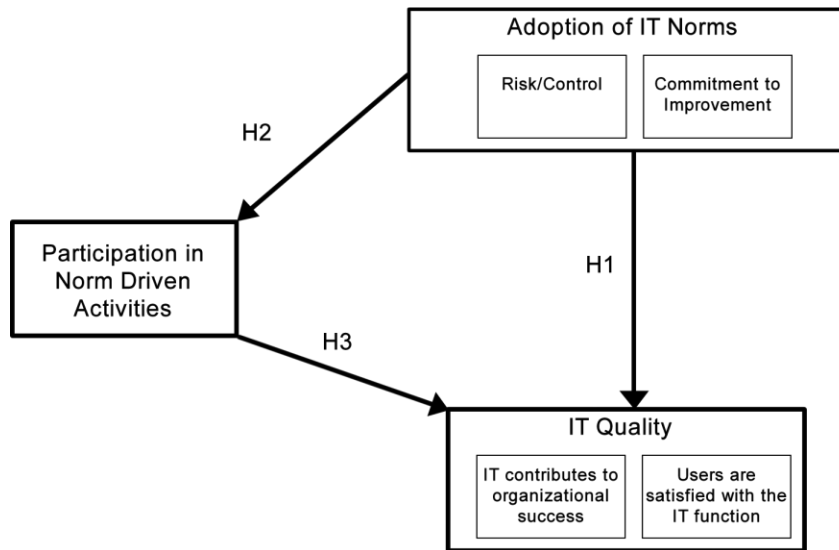 Adoption of IT Norms
Risk/Control
Commitment to
Improvement
H2
Participation in
Norm Driven
Activities
H1
H3
IT Quality
IT contributes to
organizational
success
Users are
satisfied with the
IT function